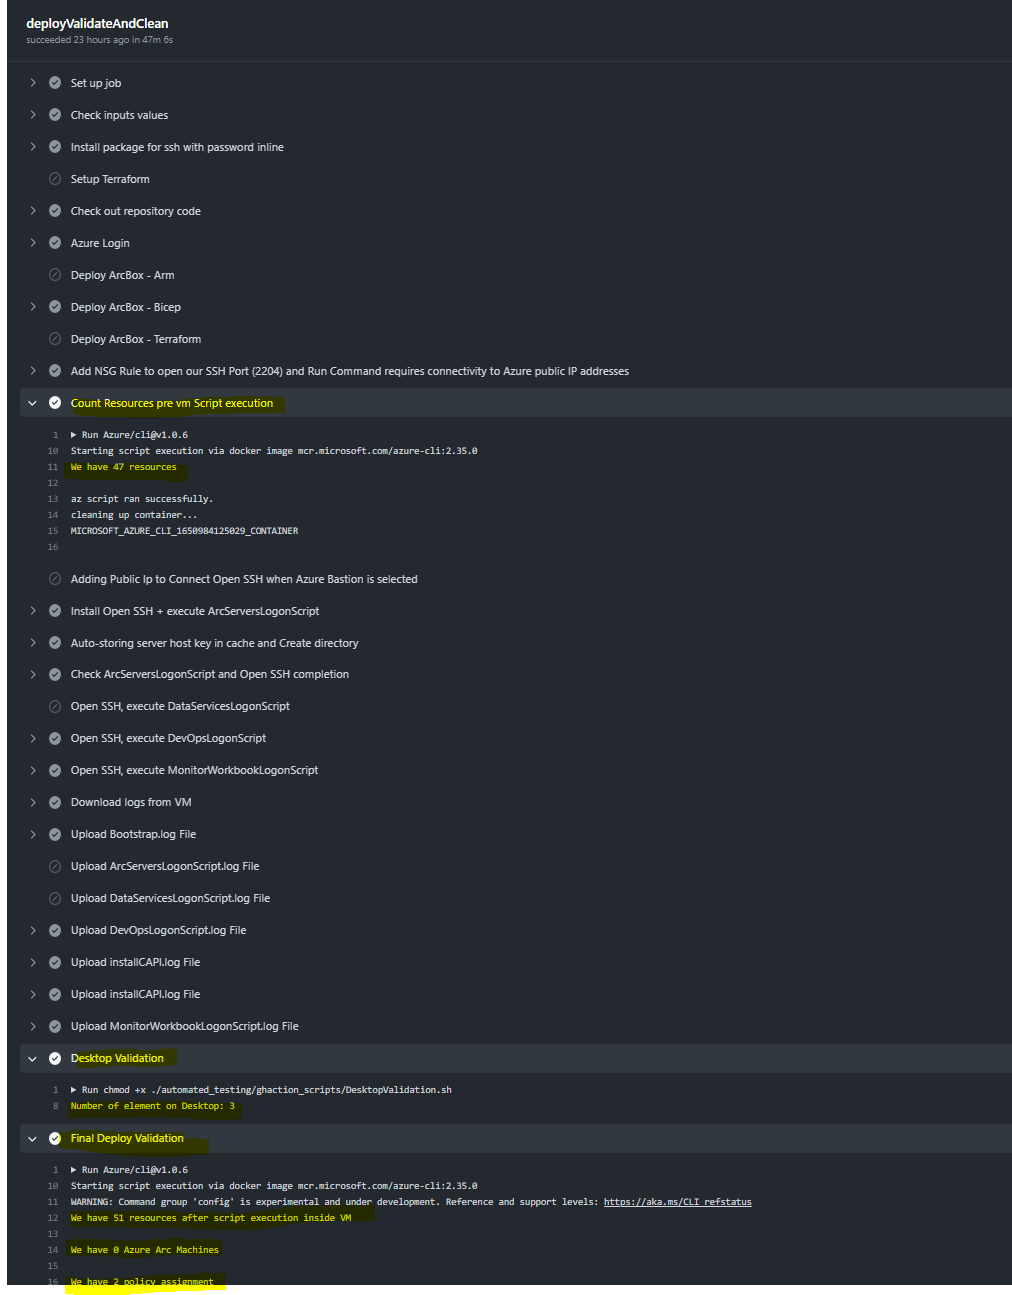 deployValidateAndClean
succeeded 23 hours ago in 47m 6s
Set up job
Check inputs values
Install package for ssh with password inline
Setup Terraform
Check out repository code
Azure Login
Deploy ArcBox - Arm
Deploy ArcBox - Bicep
Deploy ArcBox - Terraform
Add NSG Rule to open our SSH Port (2204) and Run Command requires connectivity to Azure public IP addresses
Count Resources pre vm Script execution
1 Run Azure/cli@v1.0.6
10 Starting script execution via docker image mcr.microsoft.com/azure-cli:2.35.0
11 We have 47 resources
12
13 az script ran successfully.
14 cleaning up container...
15 MICROSOFT_AZURE_CLI_1650984125029_CONTAINER
16
Adding Public Ip to Connect Open SSH when Azure Bastion is selected
Install Open SSH + execute ArcServersLogonScript
Auto-storing server host key in cache and Create directory
Check ArcServersLogonScript and Open SSH completion
Open SSH, execute DataServicesLogonScript
Open SSH, execute DevOpsLogonScript
Open SSH, execute MonitorWorkbookLogonScript
Download logs from VM
Upload Bootstrap.log File
Upload ArcServersLogonScript.log File
Upload DataServicesLogonScript.log File
Upload DevOpsLogonScript.log File
Upload installCAPI.log File
Upload installCAPI.log File
Upload MonitorWorkbookLogonScript.log File
Desktop Validation
1 Run chmod +x ./automated_testing/ghaction_scripts/DesktopValidation.sh
8 Number of element on Desktop: 3
Final Deploy Validation
1 Run Azure/cli@v1.0.6
10 Starting script execution via docker image mcr.microsoft.com/azure-cli:2.35.0
11 WARNING: Command group 'config' is experimental and under development. Reference and support levels: https://aka.ms/CLI_refstatus
12 We have 51 resources after script execution inside VM
13
14 We have 0 Azure Arc Machines
15
16 We have 2 policy assignment